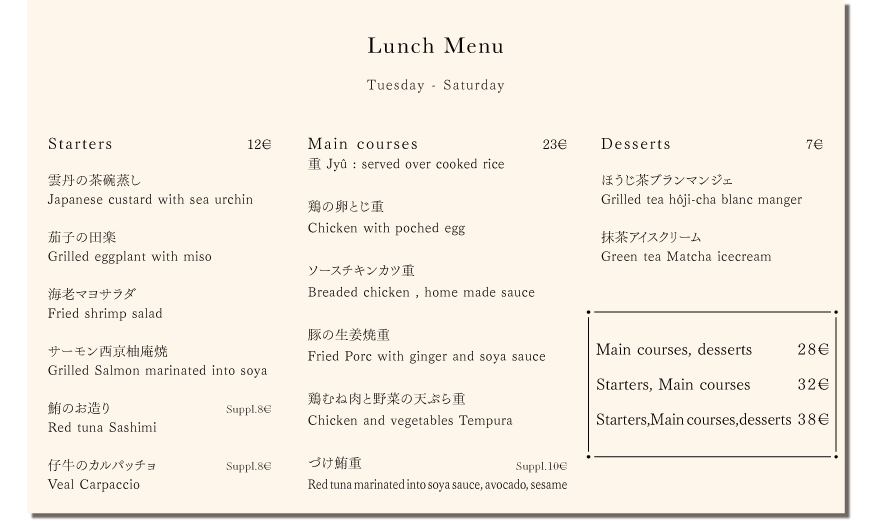 Lunch Menu
Tuesday - Saturday
Starters 12€
雲丹の茶碗蒸し
Japanese custard with sea urchin
茄子の田楽
Grilled eggplant with miso
海老マヨサラダ
Fried shrimp salad
サーモン西京柚庵焼
Grilled Salmon marinated into soya
鮪のお造り Suppl.8€
Red tuna Sashimi
仔牛のカルパッチョ Suppl.8€
Veal Carpaccio
Main courses 23€
重 Jyû : served over cooked rice
鶏の卵とじ重
Chicken with poched egg
ソースチキンカツ重
Breaded chicken , home made sauce
豚の生姜焼重
Fried Porc with ginger and soya sauce
鶏むね肉と野菜の天ぷら重
Chicken and vegetables Tempura
づけ鮪重 Suppl.10€
Red tuna marinated into soya sauce, avocado, sesame
Desserts 7€
ほうじ茶ブランマンジェ
Grilled tea hôji-cha blanc manger
抹茶アイスクリーム
Green tea Matcha icecream
Main courses, desserts 28€
Starters, Main courses 32€
Starters,Main courses,desserts 38€